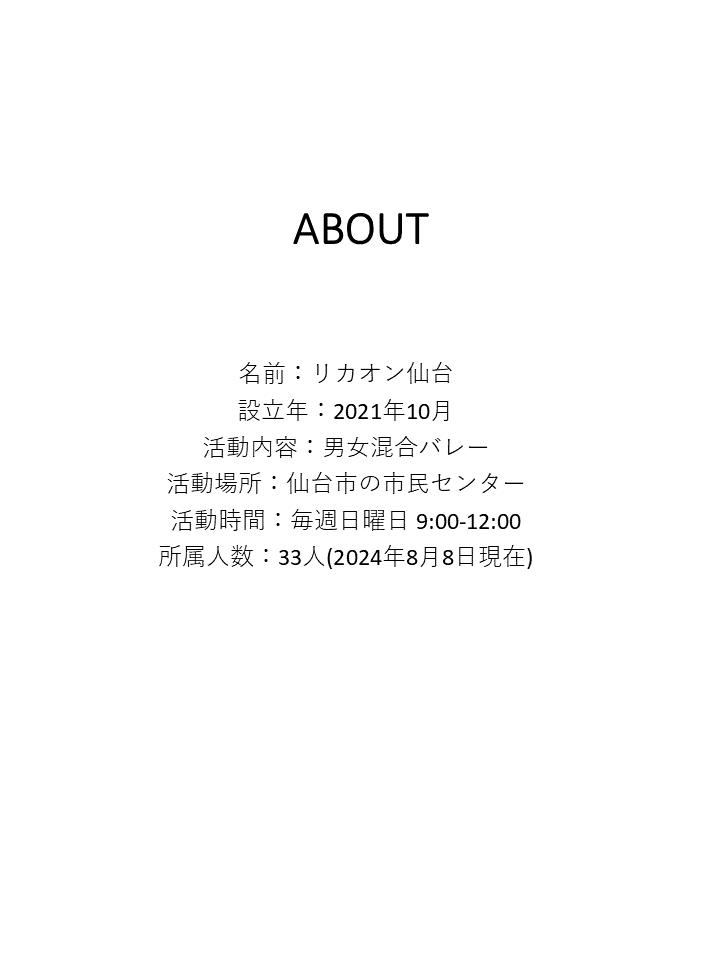 ABOUT
名前：リカオン仙台
設立年：2021年10月
活動内容：男女混合バレー
活動場所：仙台市の市民センター
活動時間：毎週日曜日 9:00-12:00
所属人数：33人(2024年8月8日現在)